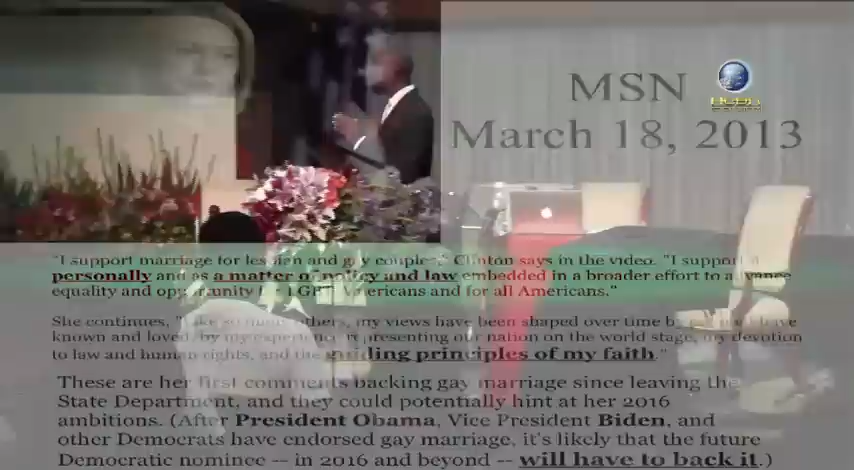 MSN
March 18, 2013
"I support marriage for lesbian and gay couples," Clinton says in the video. "I support it
personally and as a matter of policy and law embedded in a broader effort to advance
equality and opportunity for LGBT Americans and for all Americans."
She continues, "Like so many others, my views have been shaped over time by people I have
known and loved, by my experience representing our nation on the world stage, my devotion
to law and human rights, and the guiding principles of my faith."
These are her first comments backing gay marriage since leaving the
State Department, and they could potentially hint at her 2016
ambitions. (After President Obama, Vice President Biden, and
other Democrats have endorsed gay marriage, it's likely that the future
Democratic nominee -- in 2016 and beyond -- will have to back it.)